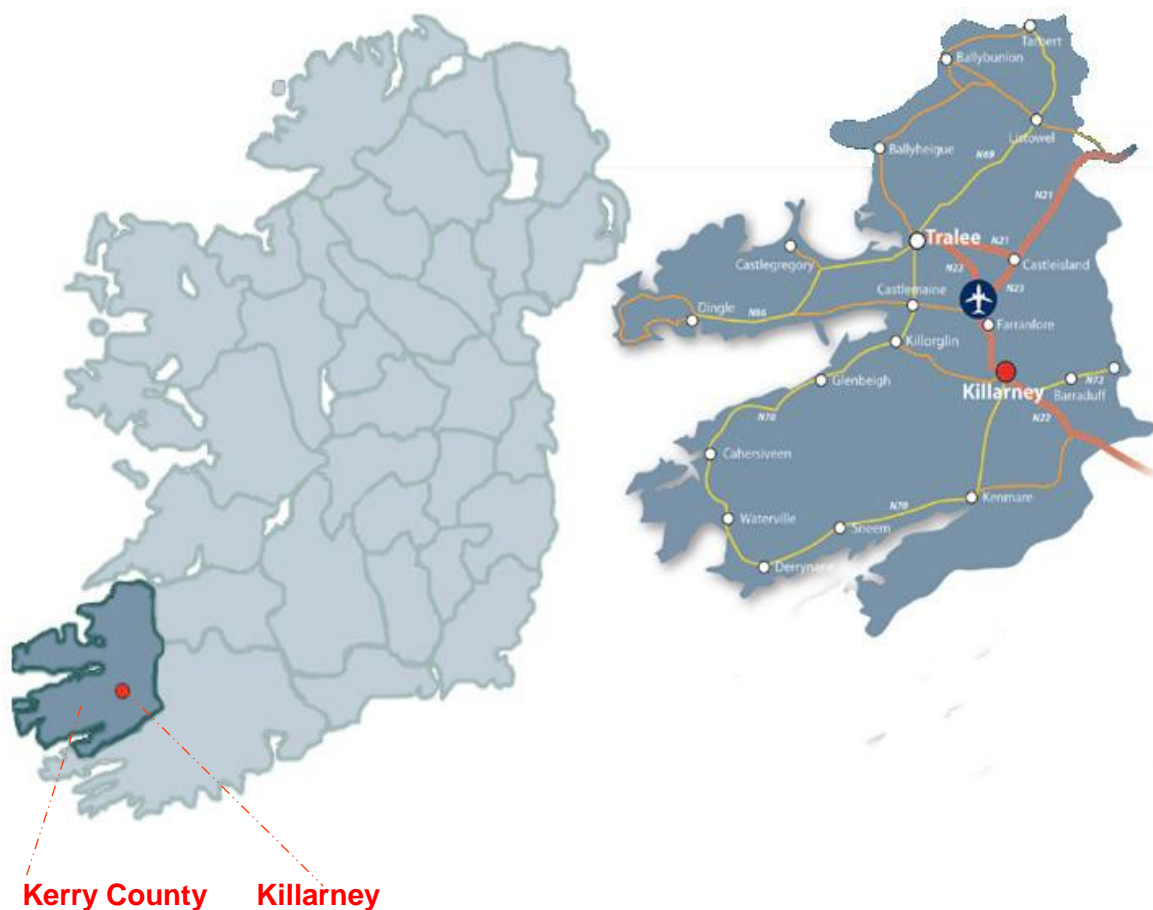 Tarbert
Ballybunion
Listowel
Ballyheigue
N69
N21
Tralee
N21
Castleisland
Castlegregory
N22
N23
Castlemaine
Dingle
N86
Farranfore
Killorglin
Killarney
Glenbeigh
N72
Barraduff
N70
N22
Cahersiveen
Kenmare
N70
Waterville
Sneem
Derrynane
Kerry County
Killarney